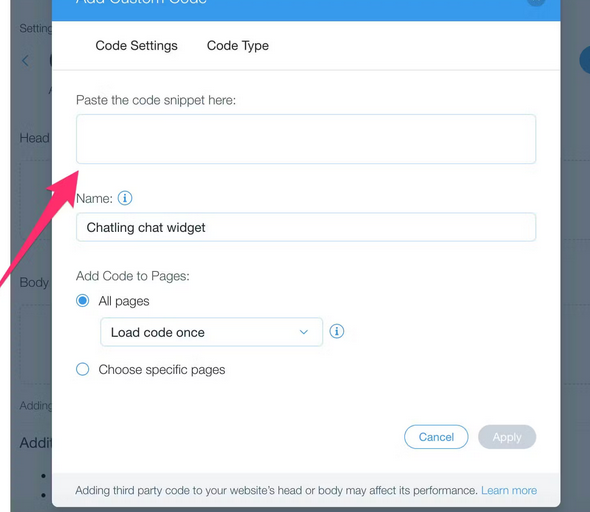 Add Custom Code
Settin
Code Settings Code Type
Paste the code snippet here:
Head
Name:
Chatling chat widget
Add Code to Pages:
Body
All pages
Load code once
Choose specific pages
Adding
Cancel Apply
Addit
Adding third party code to your website's head or body may affect its performance. Learn more